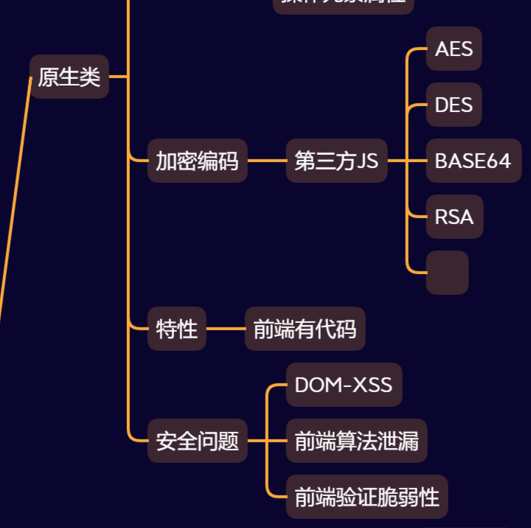 原生类
加密编码
第三方JS
AES
DES
BASE64
RSA
特性
前端有代码
安全问题
DOM-XSS
前端算法泄漏
前端验证脆弱性